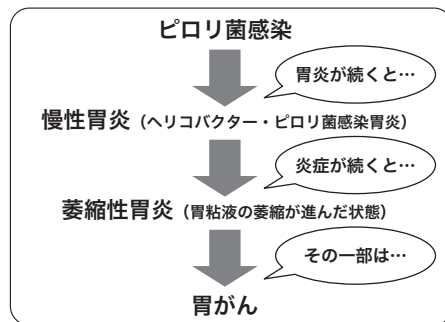 ピロリ菌感染
胃炎が続くと…
慢性胃炎（ヘリコバクター・ピロリ菌感染胃炎）
炎症が続くと…
萎縮性胃炎（胃粘液の萎縮が進んだ状態）
その一部は…
胃がん